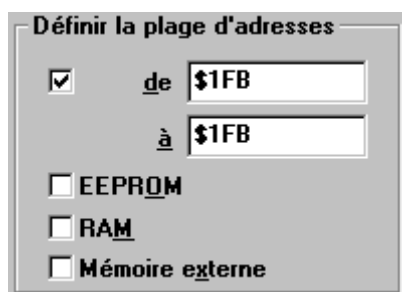 Définir la plage d'adresses
de $1FB
à $1FB
EEPROM
RAM
Mémoire externe